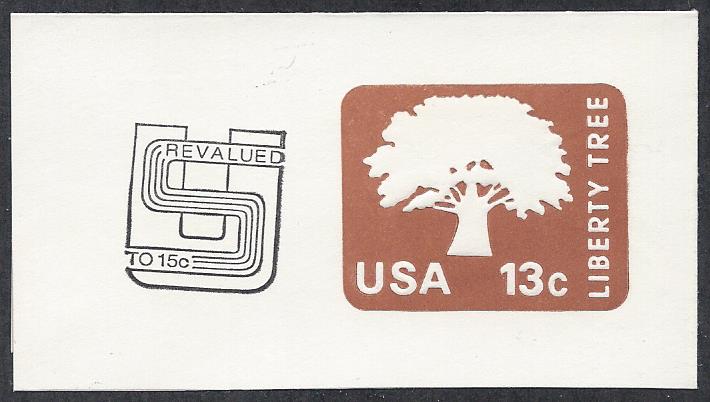 REVALUED
TO 15c
USA 13c
LIBERTY TREE